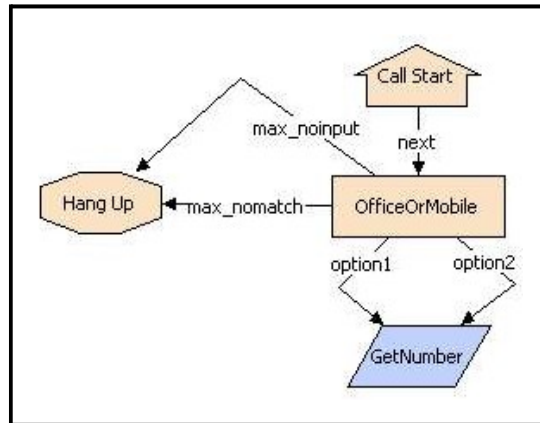 Call Start
max_noinput
next
Hang Up
max_nomatch
OfficeOrMobile
option1
option2
GetNumber